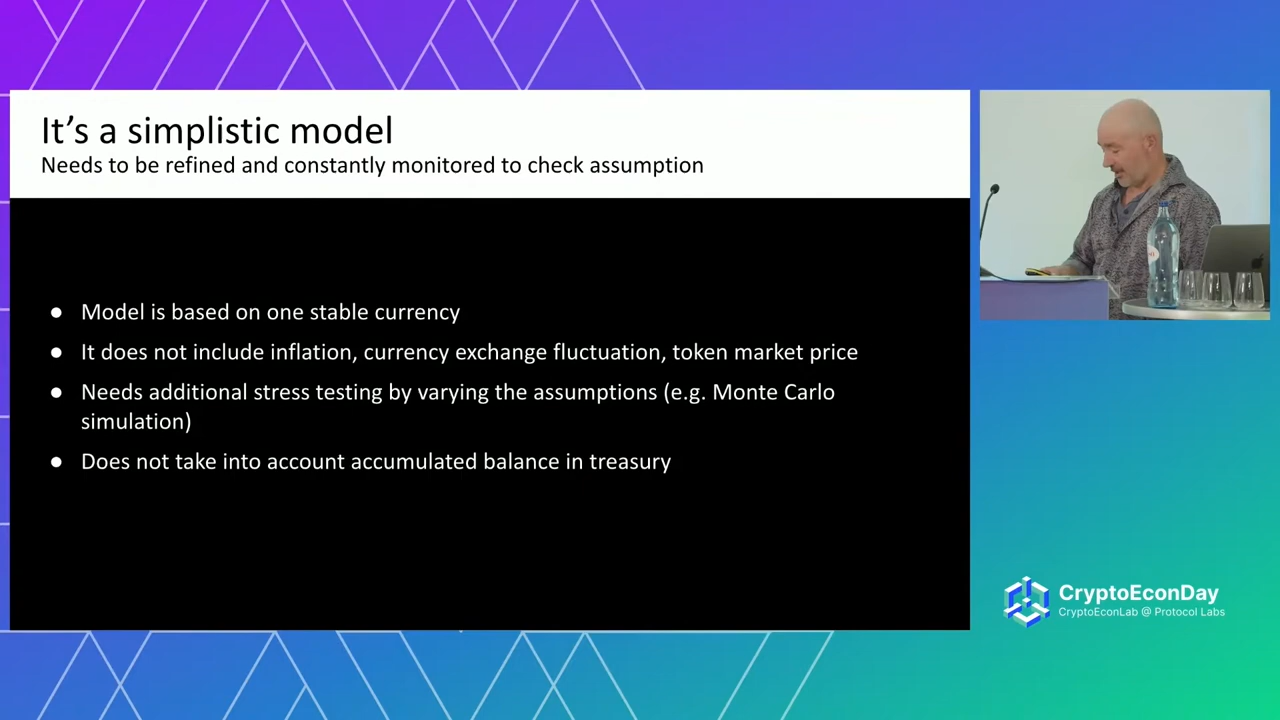 It's a simplistic model
Needs to be refined and constantly monitored to check assumption
● Model is based on one stable currency
● It does not include inflation, currency exchange fluctuation, token market price
● Needs additional stress testing by varying the assumptions (e.g. Monte Carlo
simulation)
● Does not take into account accumulated balance in treasury
CryptoEconDay
CryptoEconLab @ Protocol Labs